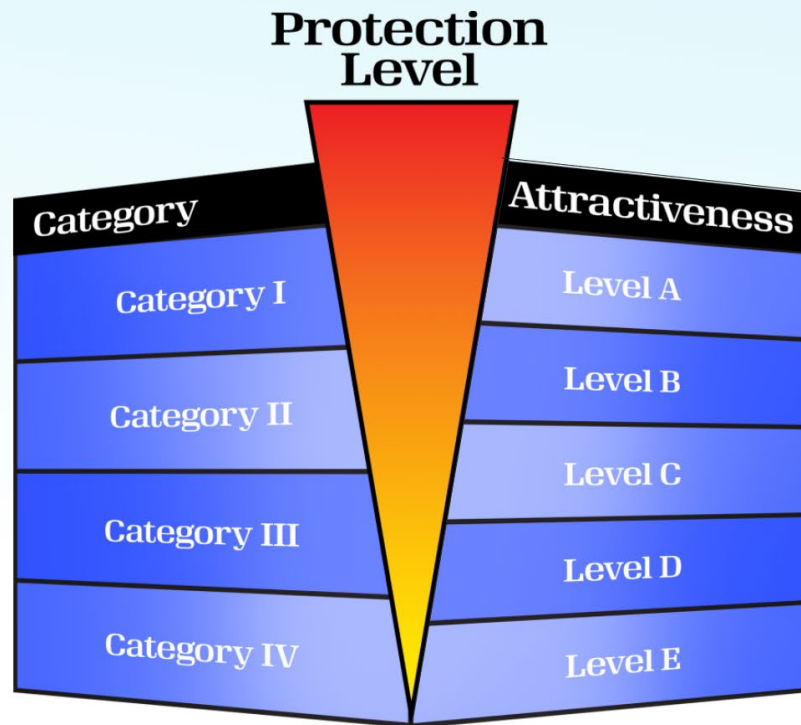 Protection
Level
Category
Category I
Category II
Category III
Category IV
Attractiveness
Level A
Level B
Level C
Level D
Level E